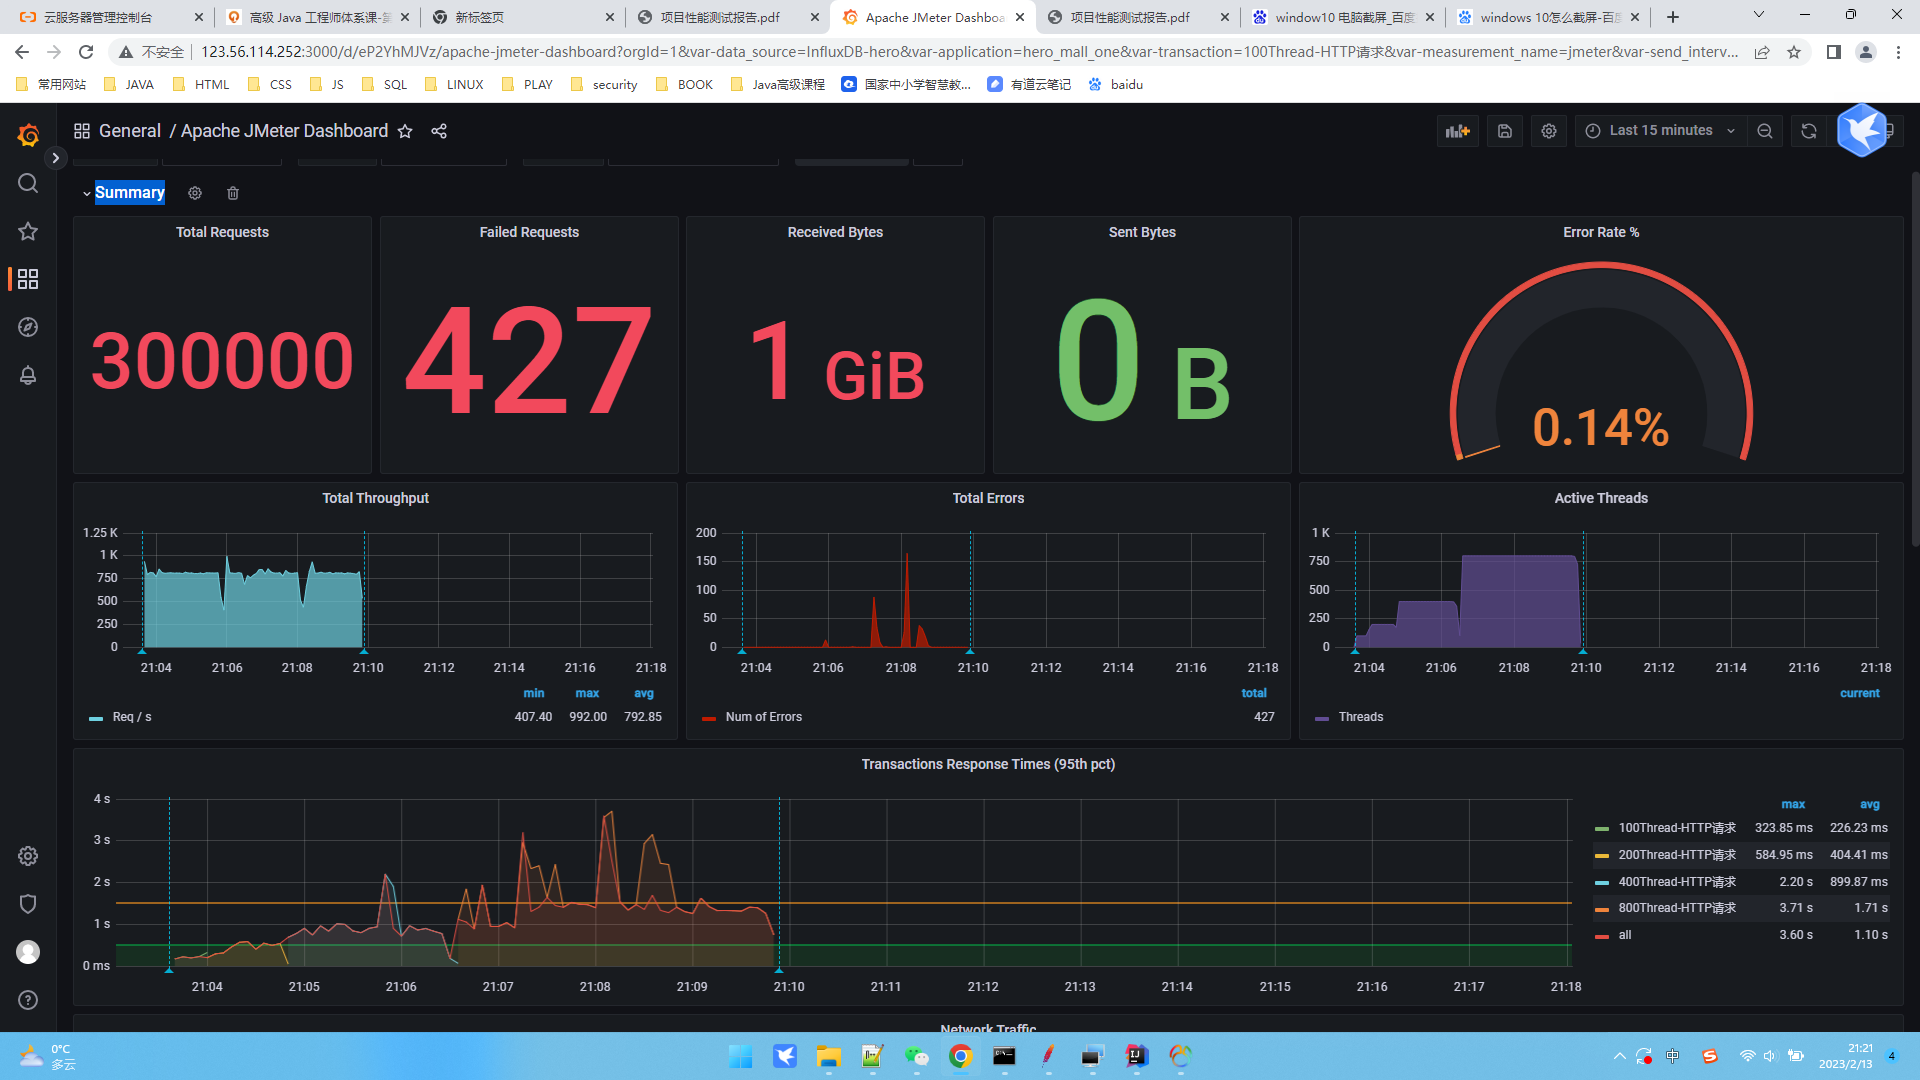 云服务器管理控制台
高级 Java 工程师体系课-第
新标签页
项目性能测试报告.pdf
Apache JMeter Dashboa
项目性能测试报告.pdf
window10 电脑截屏_百度
windows 10怎么截屏-百度
不安全
123.56.114.252:3000/d/eP2YhMJVz/apache-jmeter-dashboard?orgId=1&var-data_source=InfluxDB-hero&var-application=hero_mall_one&var-transaction=100Thread-HTTP请求&var-measurement_name=jmeter&var-send_interv...
常用网站
JAVA
HTML
CSS
JS
SQL
LINUX
PLAY
security
BOOK
Java高级课程
国家中小学智慧教...
有道云笔记
baidu
General / Apache JMeter Dashboard
Last 15 minutes
Summary
Total Requests
300000
Failed Requests
427
Received Bytes
1 GiB
Sent Bytes
0 B
Error Rate %
0.14%
Total Throughput
1.25 K
1 K
750
500
250
0
21:04 21:06 21:08 21:10 21:12 21:14 21:16 21:18
min max avg
Req / s 407.40 992.00 792.85
Total Errors
200
150
100
50
0
21:04 21:06 21:08 21:10 21:12 21:14 21:16 21:18
total
Num of Errors 427
Active Threads
1 K
750
500
250
0
21:04 21:06 21:08 21:10 21:12 21:14 21:16 21:18
current
Threads
Transactions Response Times (95th pct)
4 s
3 s
2 s
1 s
0 ms
21:04 21:05 21:06 21:07 21:08 21:09 21:10 21:11 21:12 21:13 21:14 21:15 21:16 21:17 21:18
max avg
100Thread-HTTP请求 323.85 ms 226.23 ms
200Thread-HTTP请求 584.95 ms 404.41 ms
400Thread-HTTP请求 2.20 s 899.87 ms
800Thread-HTTP请求 3.71 s 1.71 s
all 3.60 s 1.10 s
Network Traffic
0°C
多云
中
21:21
2023/2/13
4